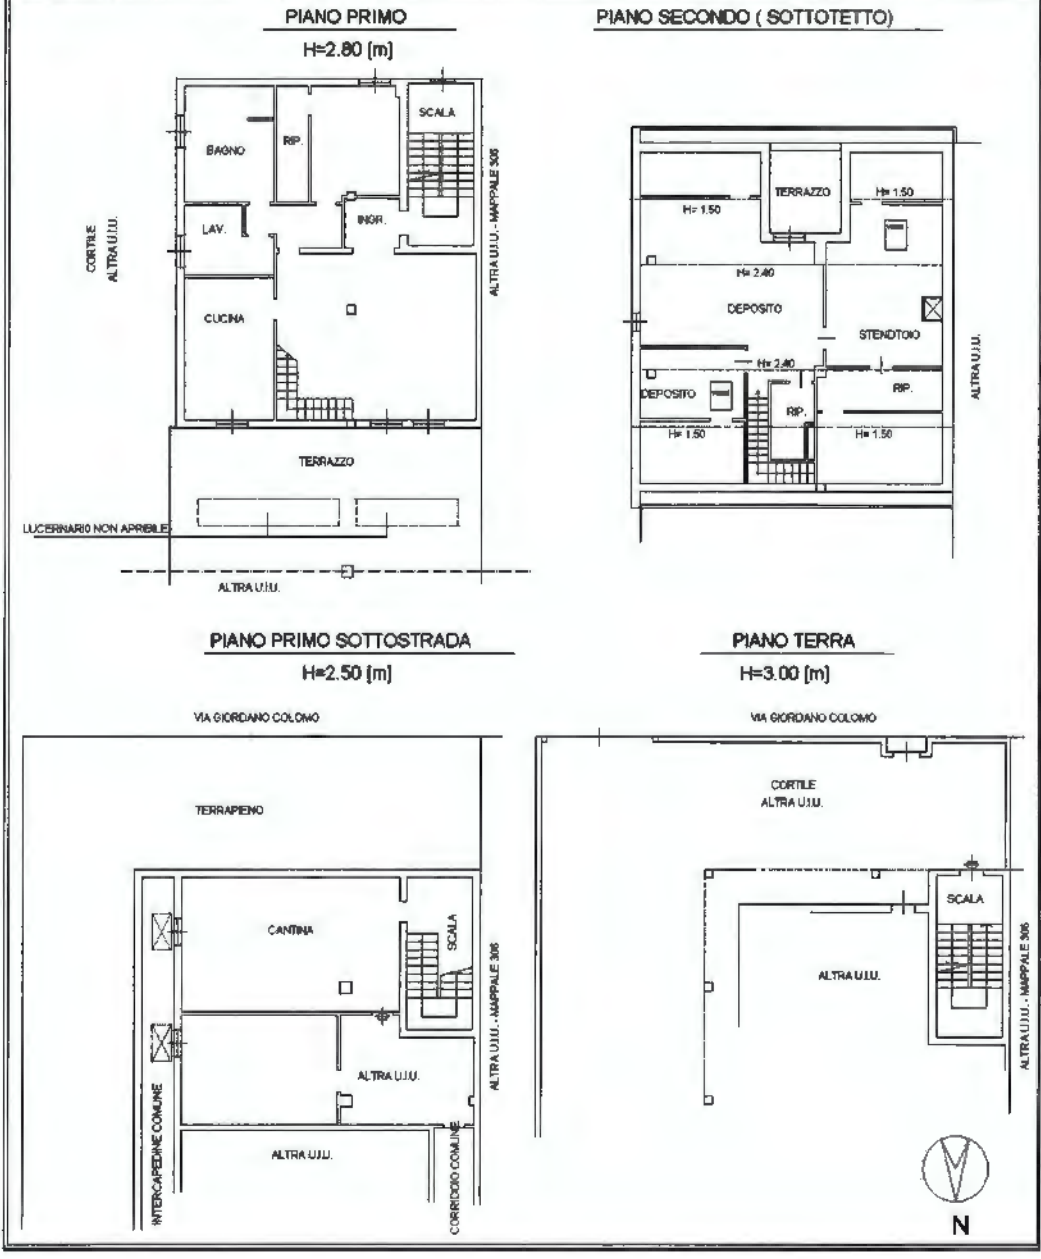 PIANO PRIMO
H=2.80 [m]
SCALA
BAGNO
RIP.
LAV.
INGR.
CUCINA
CORTILE
ALTRA U.I.U.
ALTRA U.I.U. - MAPPALE 306
TERRAZZO
LUCERNARIO NON APRIBILE
ALTRA U.I.U.
PIANO SECONDO ( SOTTOTETTO)
TERRAZZO
H= 1.50
H= 1.50
H= 2.40
DEPOSITO
STENDITOIO
H= 2.40
DEPOSITO
RIP.
RIP.
H= 1.50
H= 1.50
ALTRA U.I.U.
PIANO PRIMO SOTTOSTRADA
H=2.50 [m]
VIA GIORDANO COLOMO
TERRAPIENO
CANTINA
SCALA
ALTRA U.I.U. - MAPPALE 306
ALTRA U.I.U.
ALTRA U.I.U.
INTERCAPEDINE COMUNE
CORRIDOIO COMUNE
PIANO TERRA
H=3.00 [m]
VIA GIORDANO COLOMO
CORTILE
ALTRA U.I.U.
SCALA
ALTRA U.I.U.
ALTRA U.I.U. - MAPPALE 306
N